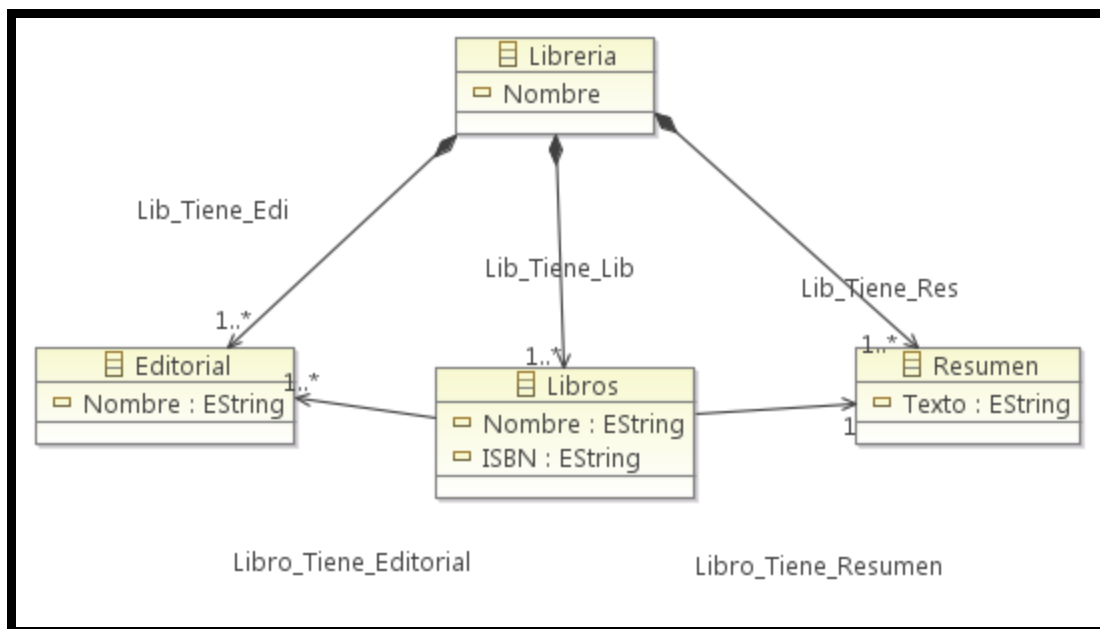 Libreria
Nombre
Lib_Tiene_Edi
Lib_Tiene_Lib
Lib_Tiene_Res
1..*
1..*
1..*
Editorial
Nombre : EString
1..*
Libros
Nombre : EString
ISBN : EString
Resumen
Texto : EString
1
Libro_Tiene_Editorial
Libro_Tiene_Resumen